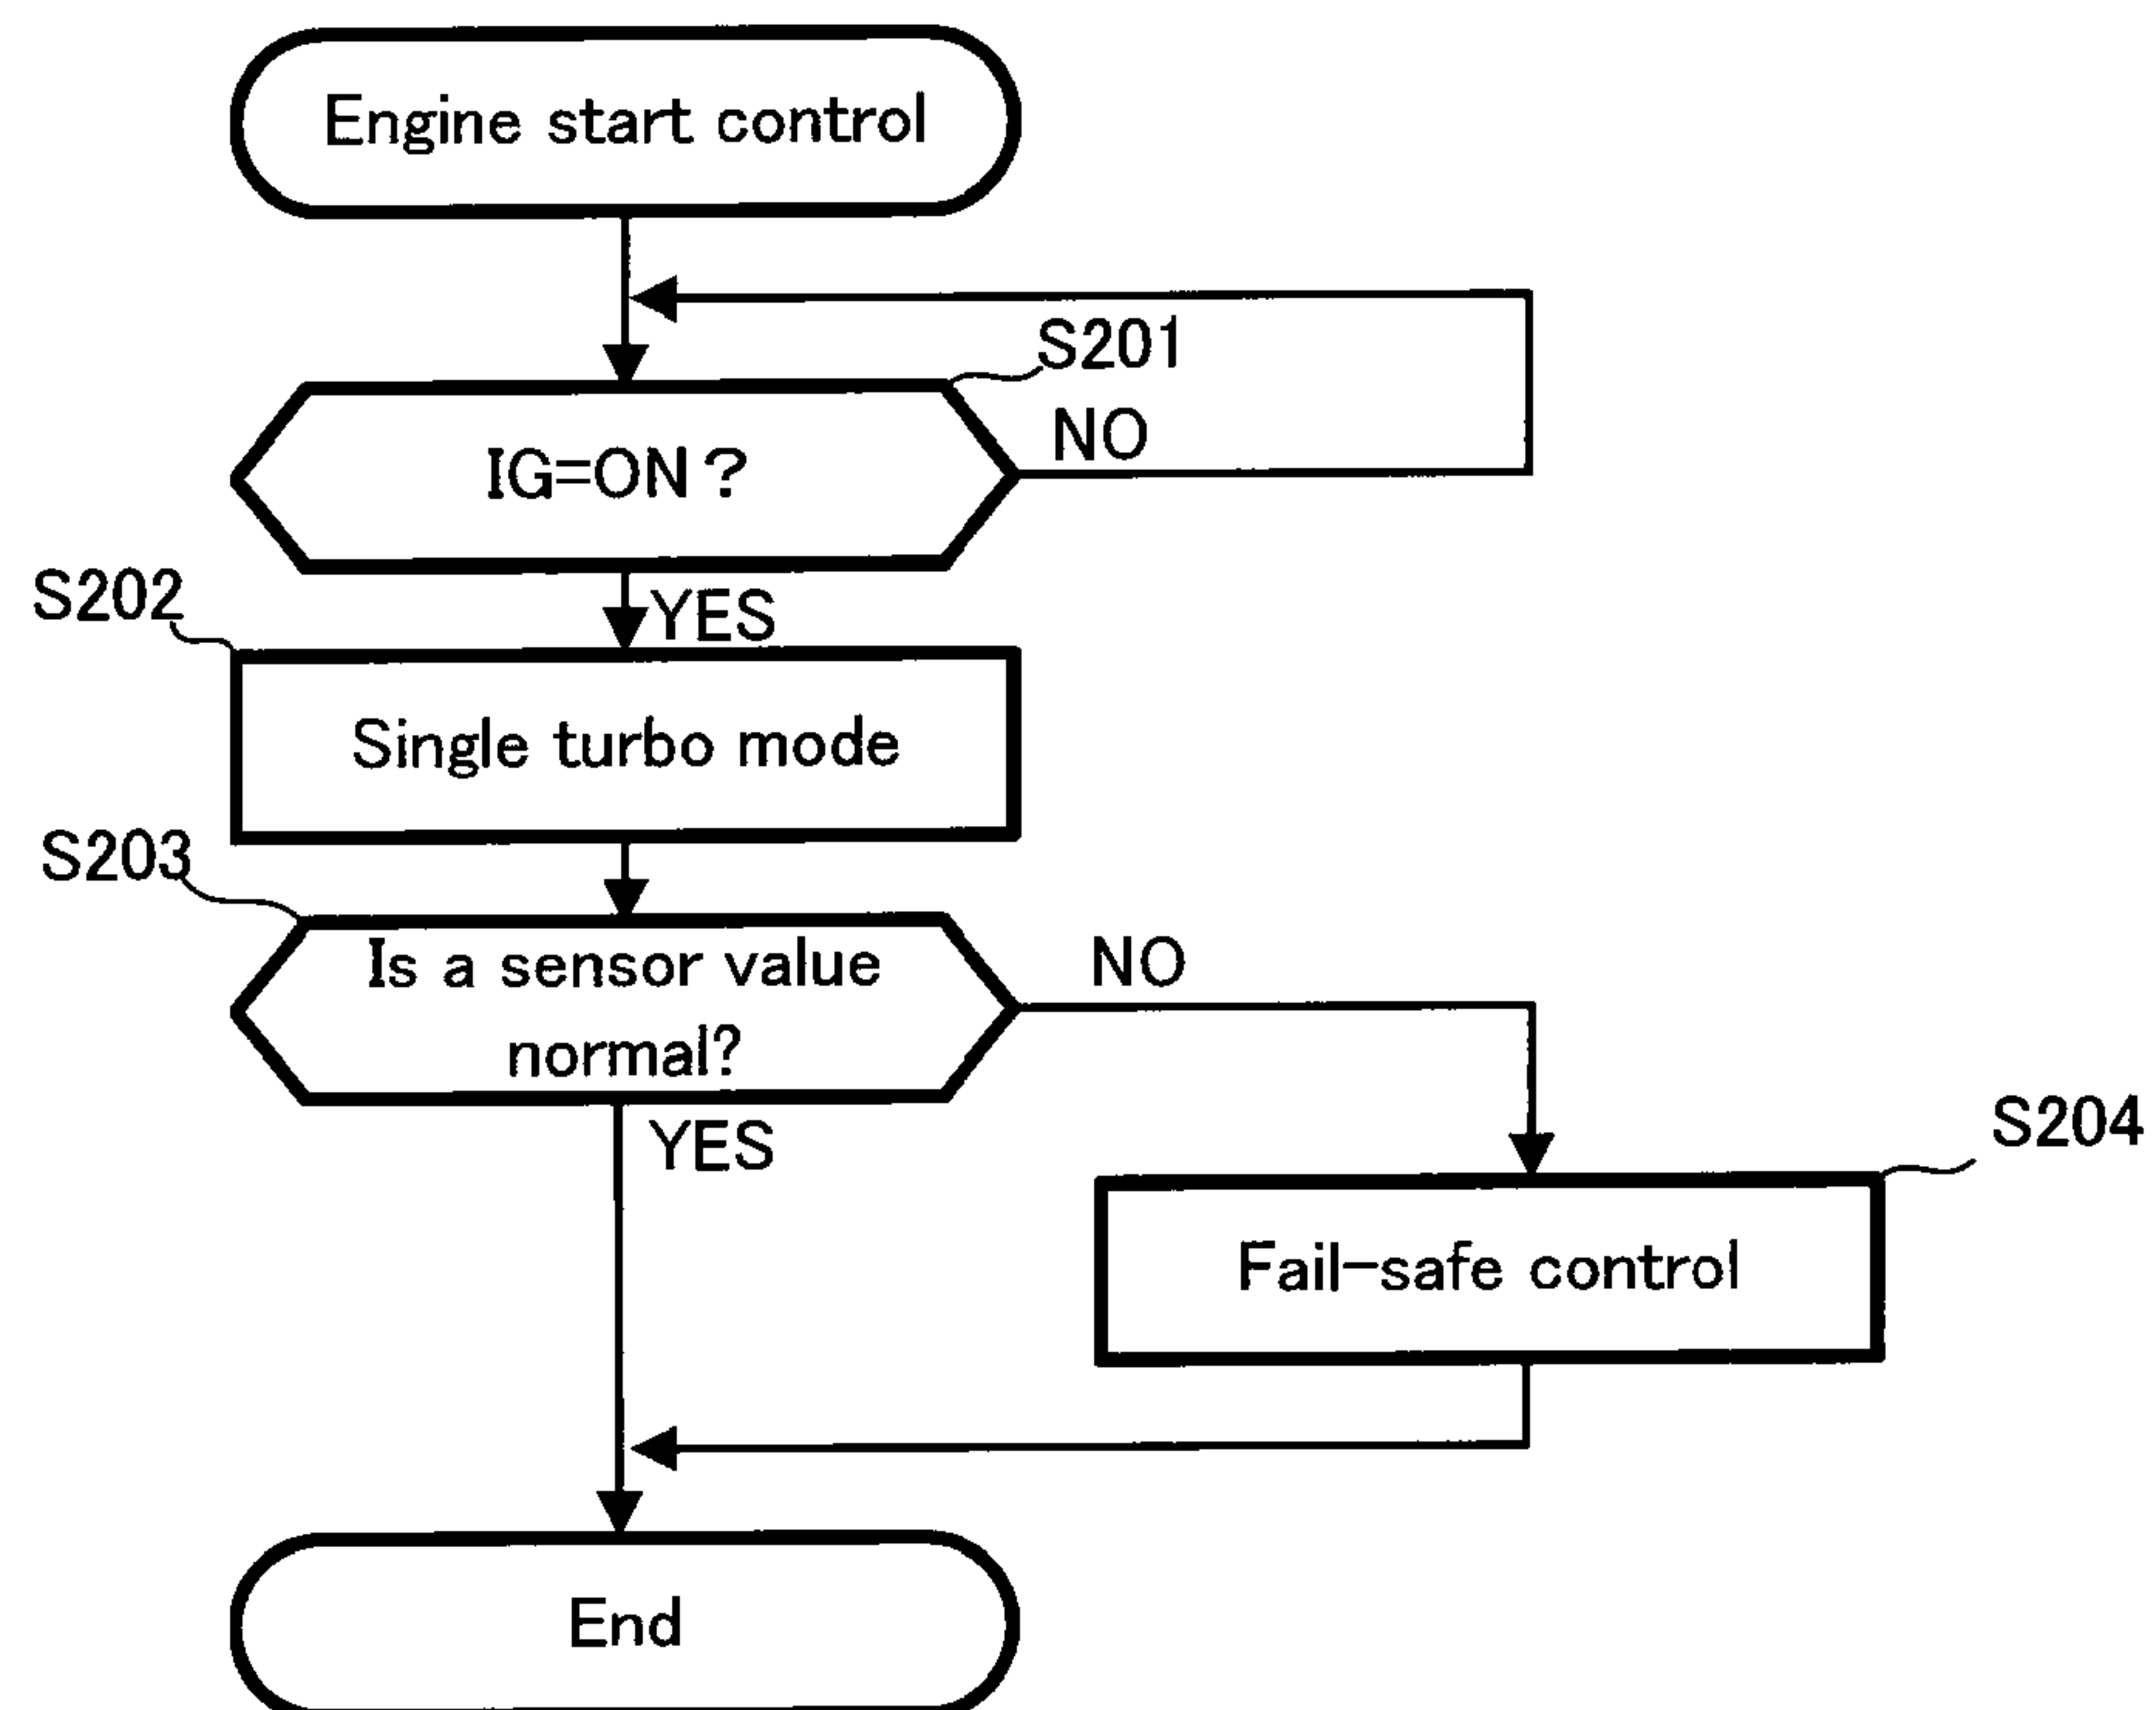 Engine start control
S201
IG=ON ?
NO
S202
YES
Single turbo mode
S203
Is a sensor value
normal?
NO
YES
S204
Fail-safe control
End